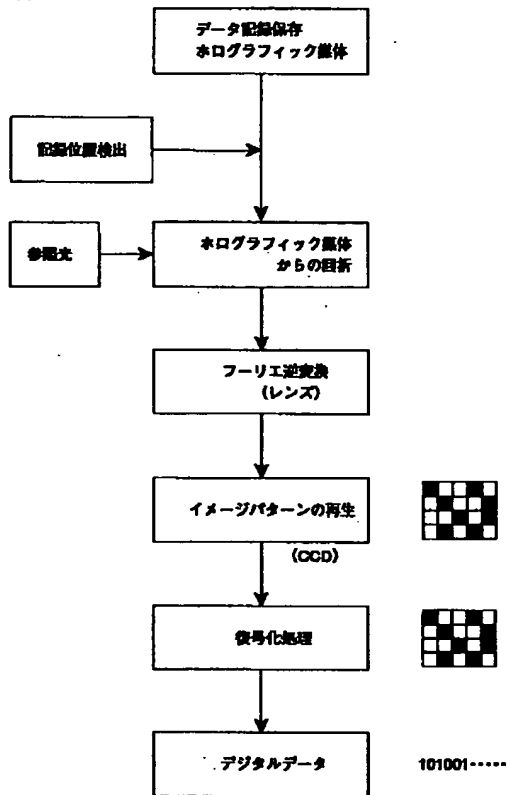 データ記録保存
ホログラフィック媒体
記録位置検出
参照光
ホログラフィック媒体
からの回折
フーリエ逆変換
(レンズ)
イメージパターンの再生
(CCD)
復号化処理
デジタルデータ
101001-----